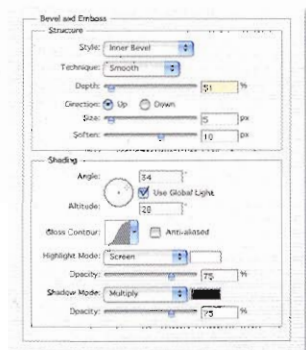 Bevel and Emboss
Structure
Style: Inner Bevel
Technique: Smooth
Depth: 51 %
Direction: Up Down
Size: 5 px
Soften: 10 px
Shading
Angle: 34 °
Use Global Light
Altitude: 20 °
Gloss Contour: Anti-aliased
Highlight Mode: Screen
Opacity: 75 %
Shadow Mode: Multiply
Opacity: 75 %